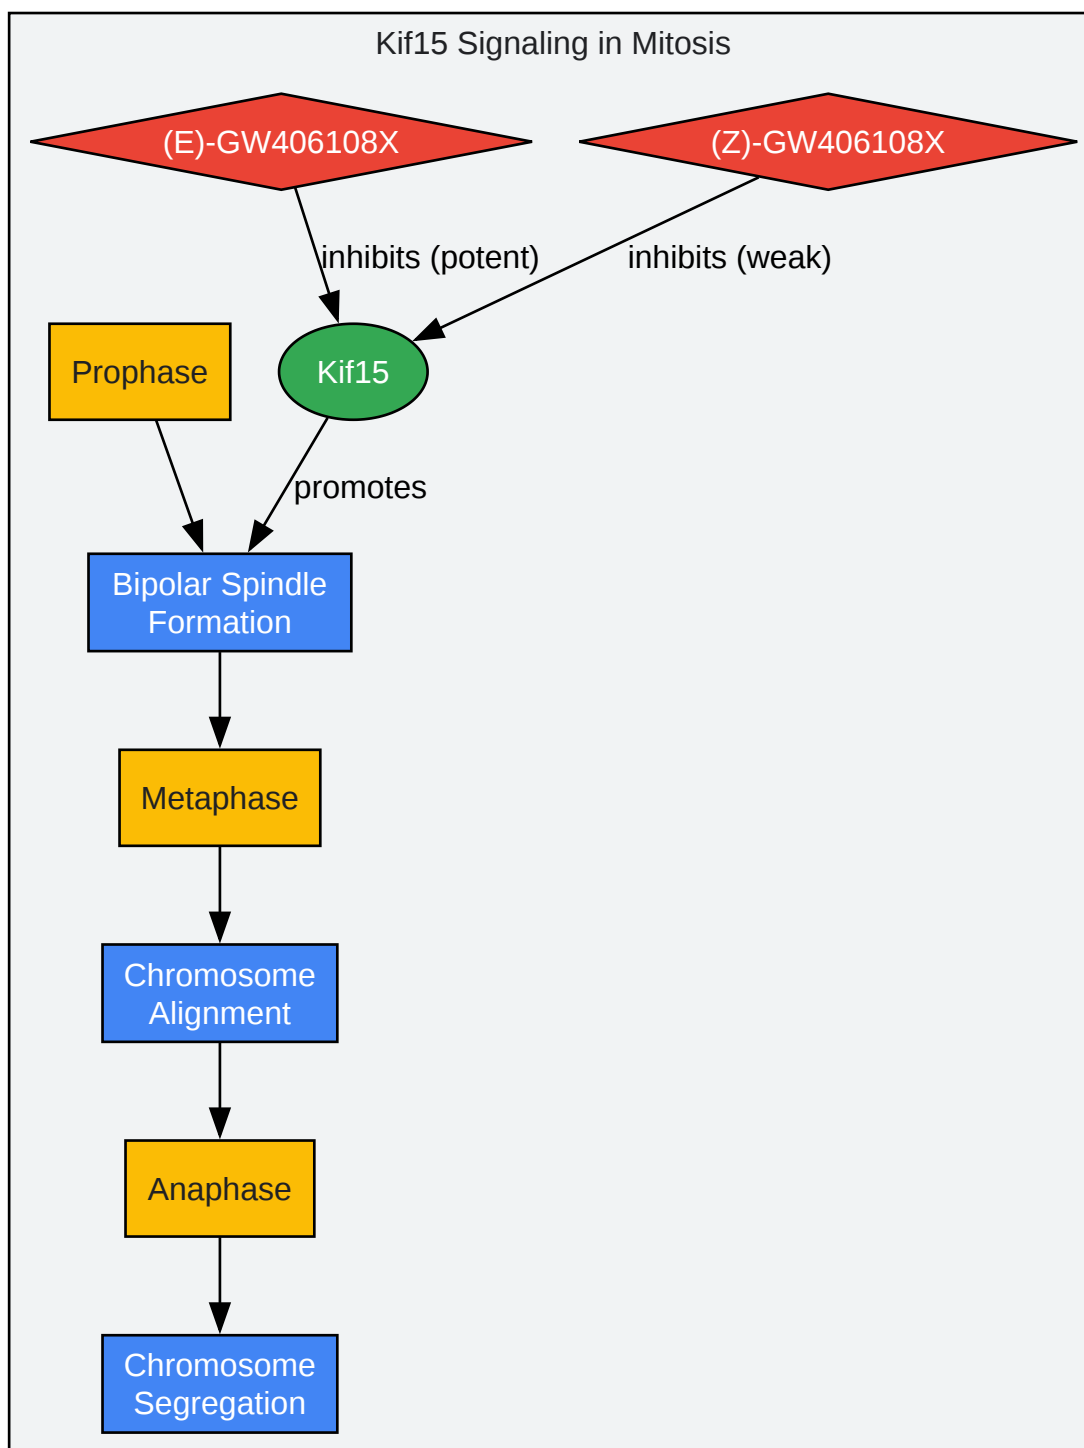 Kif15 Signaling in Mitosis
(E)-GW406108X
(Z)-GW406108X
inhibits (potent)
inhibits (weak)
Prophase
Kif15
promotes
Bipolar Spindle
Formation
Metaphase
Chromosome
Alignment
Anaphase
Chromosome
Segregation